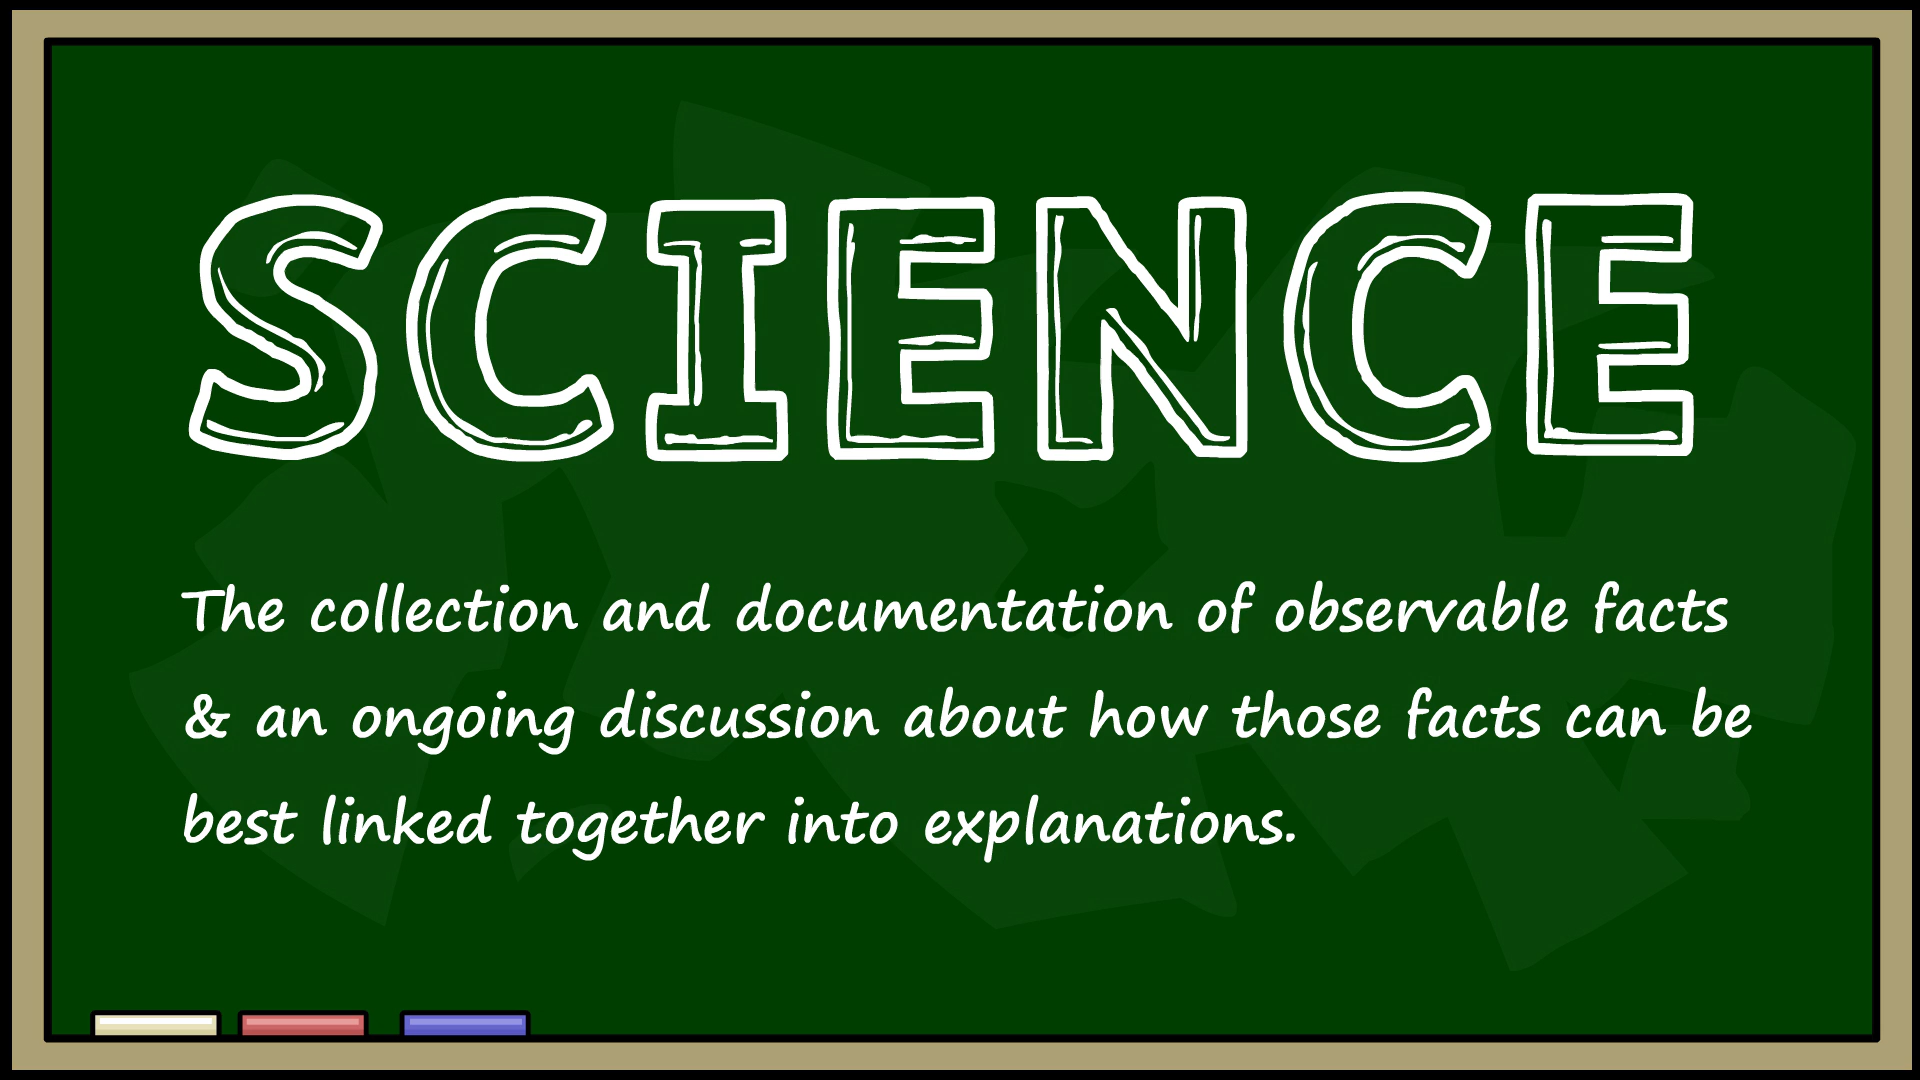 SCIENCE
The collection and documentation of observable facts
& an ongoing discussion about how those facts can be
best linked together into explanations.